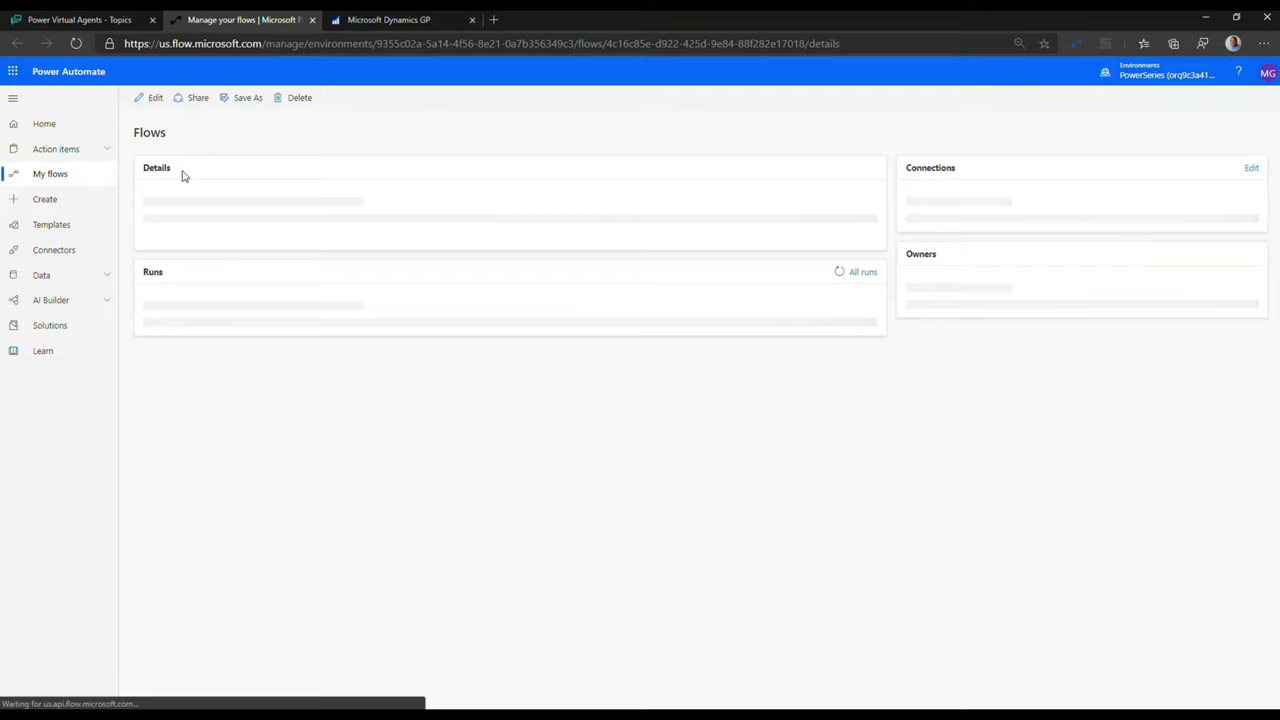 Power Virtual Agents - Topics
Manage your flows | Microsoft P
Microsoft Dynamics GP
https://us.flow.microsoft.com/manage/environments/9355c02a-5a14-4f56-8e21-0a7b356349c3/flows/4c16c85e-d922-425d-9e84-88f282e17018/details
Power Automate
Environments
PowerSeries (orq9c3a41...
?
MG
Edit
Share
Save As
Delete
Home
Action items
My flows
Create
Templates
Connectors
Data
AI Builder
Solutions
Learn
Flows
Details
Runs
All runs
Connections
Edit
Owners
Waiting for us.api.flow.microsoft.com...